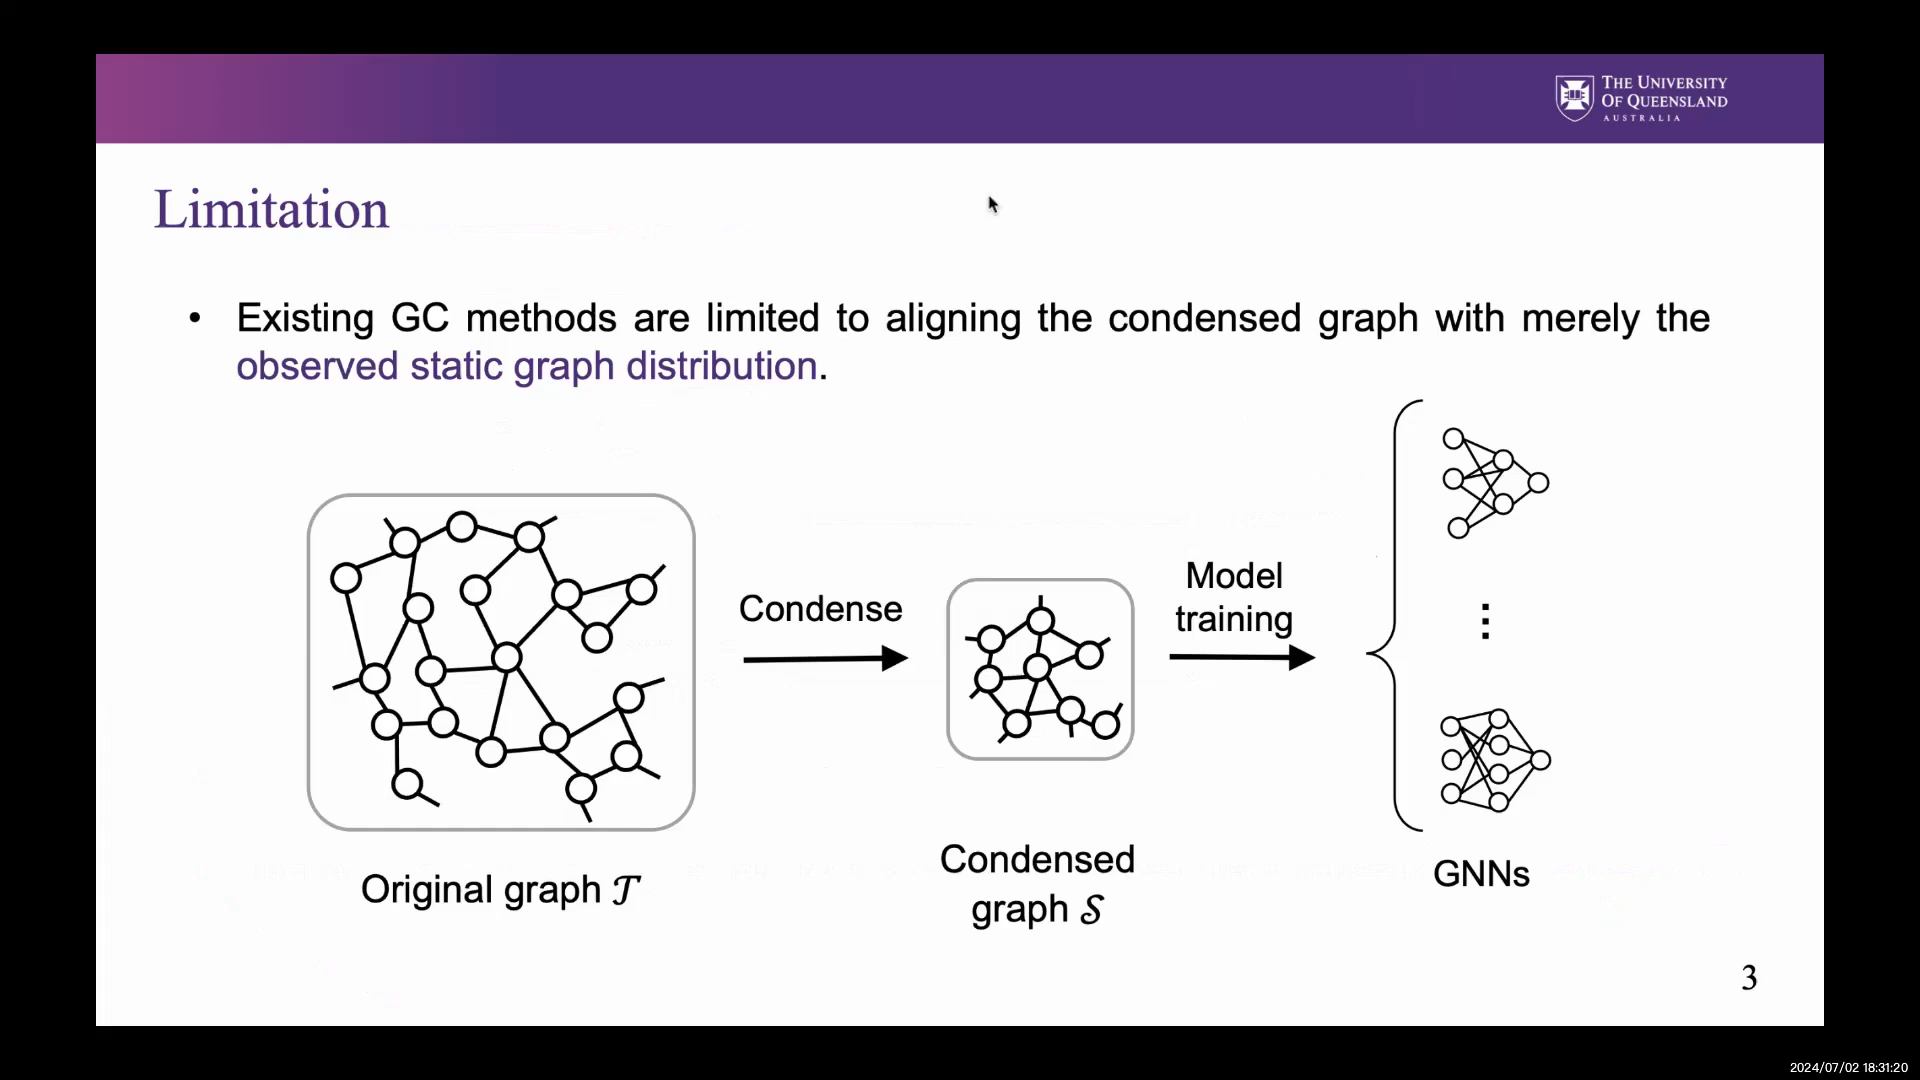 THE UNIVERSITY
OF QUEENSLAND
AUSTRALIA
Limitation
• Existing GC methods are limited to aligning the condensed graph with merely the
observed static graph distribution.
Condense
Model
training
Original graph 𝒯
Condensed
graph 𝒮
GNNs
3
2024/07/02 18:31:20